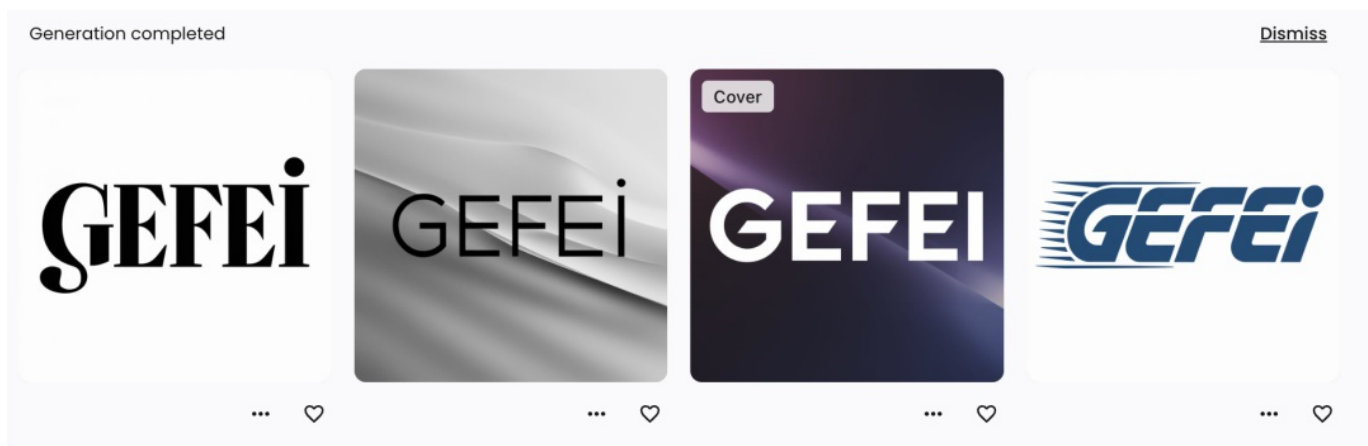 Generation completed
Dismiss
GEFEi
GEFEi
Cover
GEFEI
GEFEi